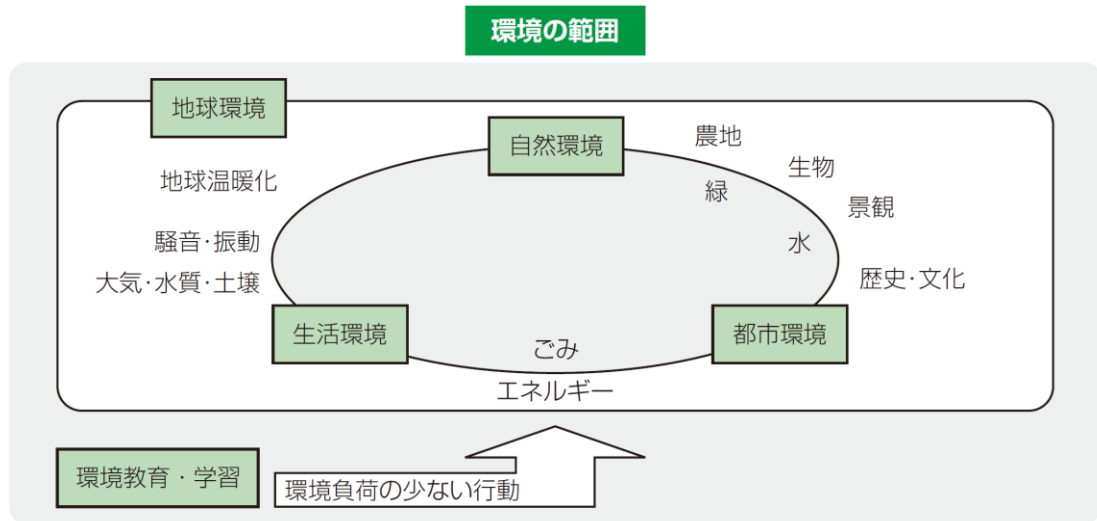 環境の範囲
地球環境
自然環境
農地
生物
緑
地球温暖化
景観
騒音・振動
水
大気・水質・土壌
歴史・文化
生活環境
都市環境
ごみ
エネルギー
環境教育・学習
環境負荷の少ない行動